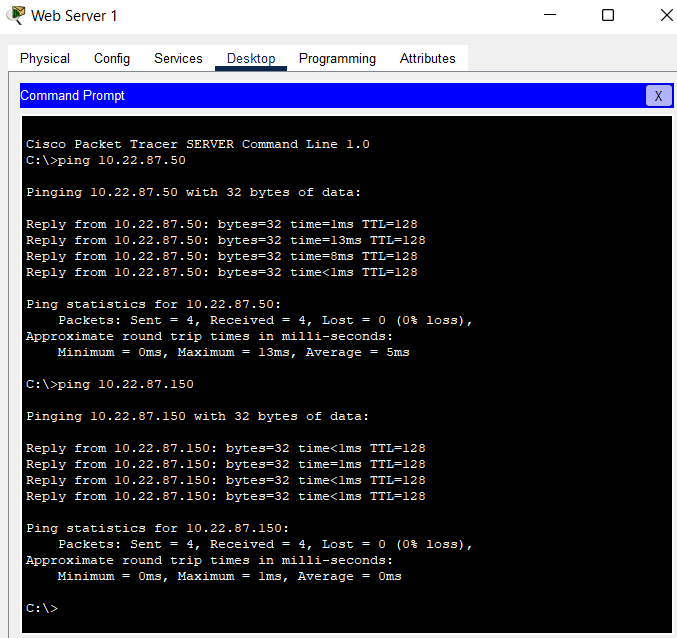 Web Server 1
Physical Config Services Desktop Programming Attributes
Command Prompt X
Cisco Packet Tracer SERVER Command Line 1.0
C:\>ping 10.22.87.50
Pinging 10.22.87.50 with 32 bytes of data:
Reply from 10.22.87.50: bytes=32 time=1ms TTL=128
Reply from 10.22.87.50: bytes=32 time=13ms TTL=128
Reply from 10.22.87.50: bytes=32 time=8ms TTL=128
Reply from 10.22.87.50: bytes=32 time<1ms TTL=128
Ping statistics for 10.22.87.50:
Packets: Sent = 4, Received = 4, Lost = 0 (0% loss),
Approximate round trip times in milli-seconds:
Minimum = 0ms, Maximum = 13ms, Average = 5ms
C:\>ping 10.22.87.150
Pinging 10.22.87.150 with 32 bytes of data:
Reply from 10.22.87.150: bytes=32 time<1ms TTL=128
Reply from 10.22.87.150: bytes=32 time=1ms TTL=128
Reply from 10.22.87.150: bytes=32 time<1ms TTL=128
Reply from 10.22.87.150: bytes=32 time<1ms TTL=128
Ping statistics for 10.22.87.150:
Packets: Sent = 4, Received = 4, Lost = 0 (0% loss),
Approximate round trip times in milli-seconds:
Minimum = 0ms, Maximum = 1ms, Average = 0ms
C:\>